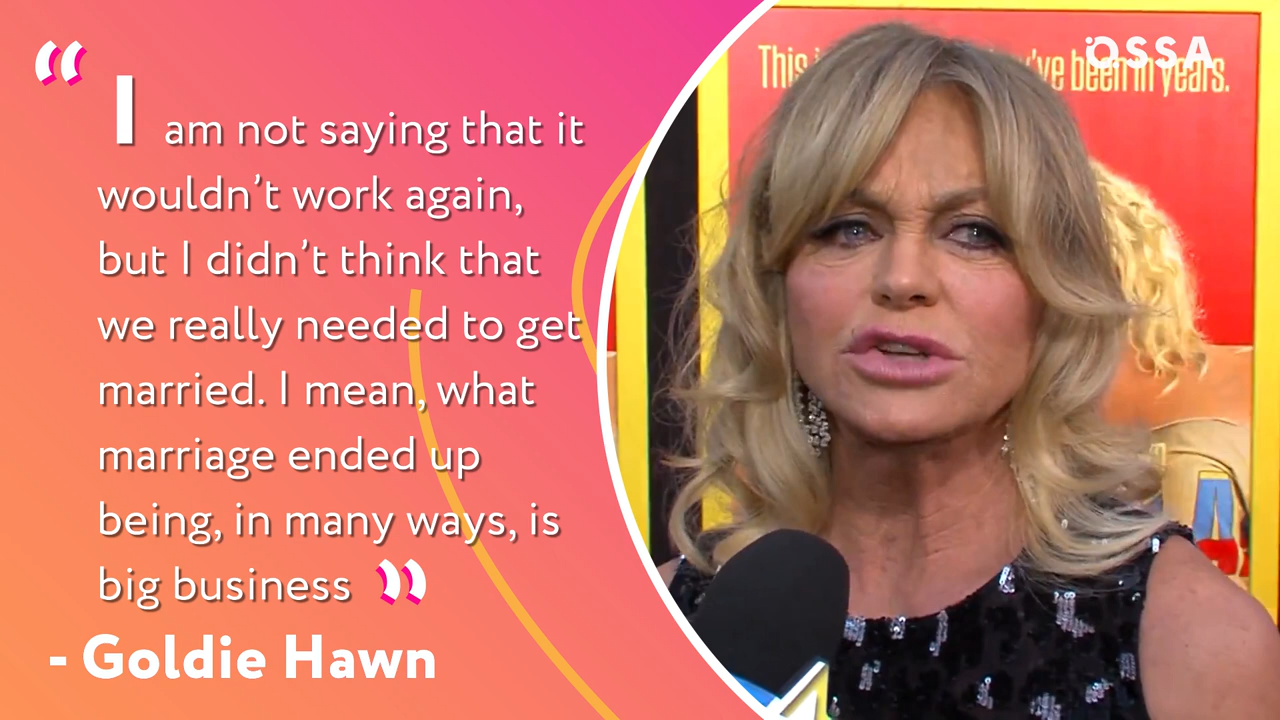 “ I am not saying that it
wouldn’t work again,
but I didn’t think that
we really needed to get
married. I mean, what
marriage ended up
being, in many ways, is
big business ”
- Goldie Hawn
OSSA
This
been in years.